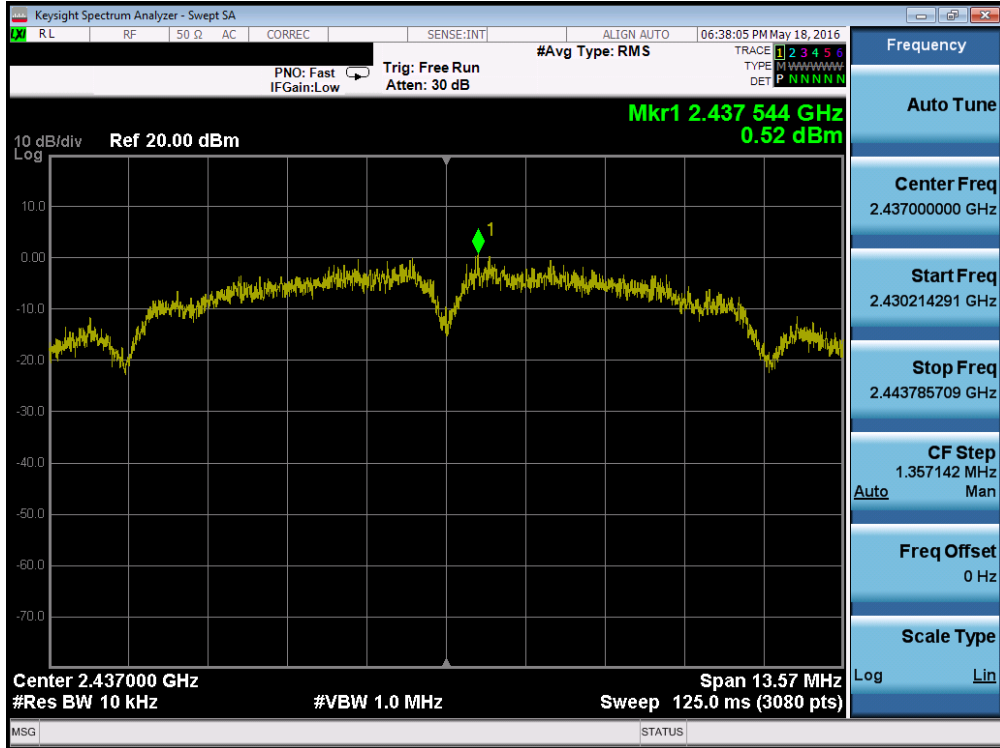 Keysight Spectrum Analyzer - Swept SA
LXI RL RF 50 Ω AC CORREC SENSE:INT ALIGN AUTO 06:38:05 PM May 18, 2016
#Avg Type: RMS
TRACE 1 2 3 4 5 6
TYPE M WWWWW
DET P N N N N N
PNO: Fast
IFGain:Low
Trig: Free Run
Atten: 30 dB
Mkr1 2.437 544 GHz
0.52 dBm
10 dB/div
Log
Ref 20.00 dBm
1
10.0
0.00
-10.0
-20.0
-30.0
-40.0
-50.0
-60.0
-70.0
Center 2.437000 GHz
Span 13.57 MHz
#Res BW 10 kHz
#VBW 1.0 MHz
Sweep 125.0 ms (3080 pts)
MSG
STATUS
Frequency
Auto Tune
Center Freq
2.437000000 GHz
Start Freq
2.430214291 GHz
Stop Freq
2.443785709 GHz
CF Step
1.357142 MHz
Auto Man
Freq Offset
0 Hz
Scale Type
Log Lin